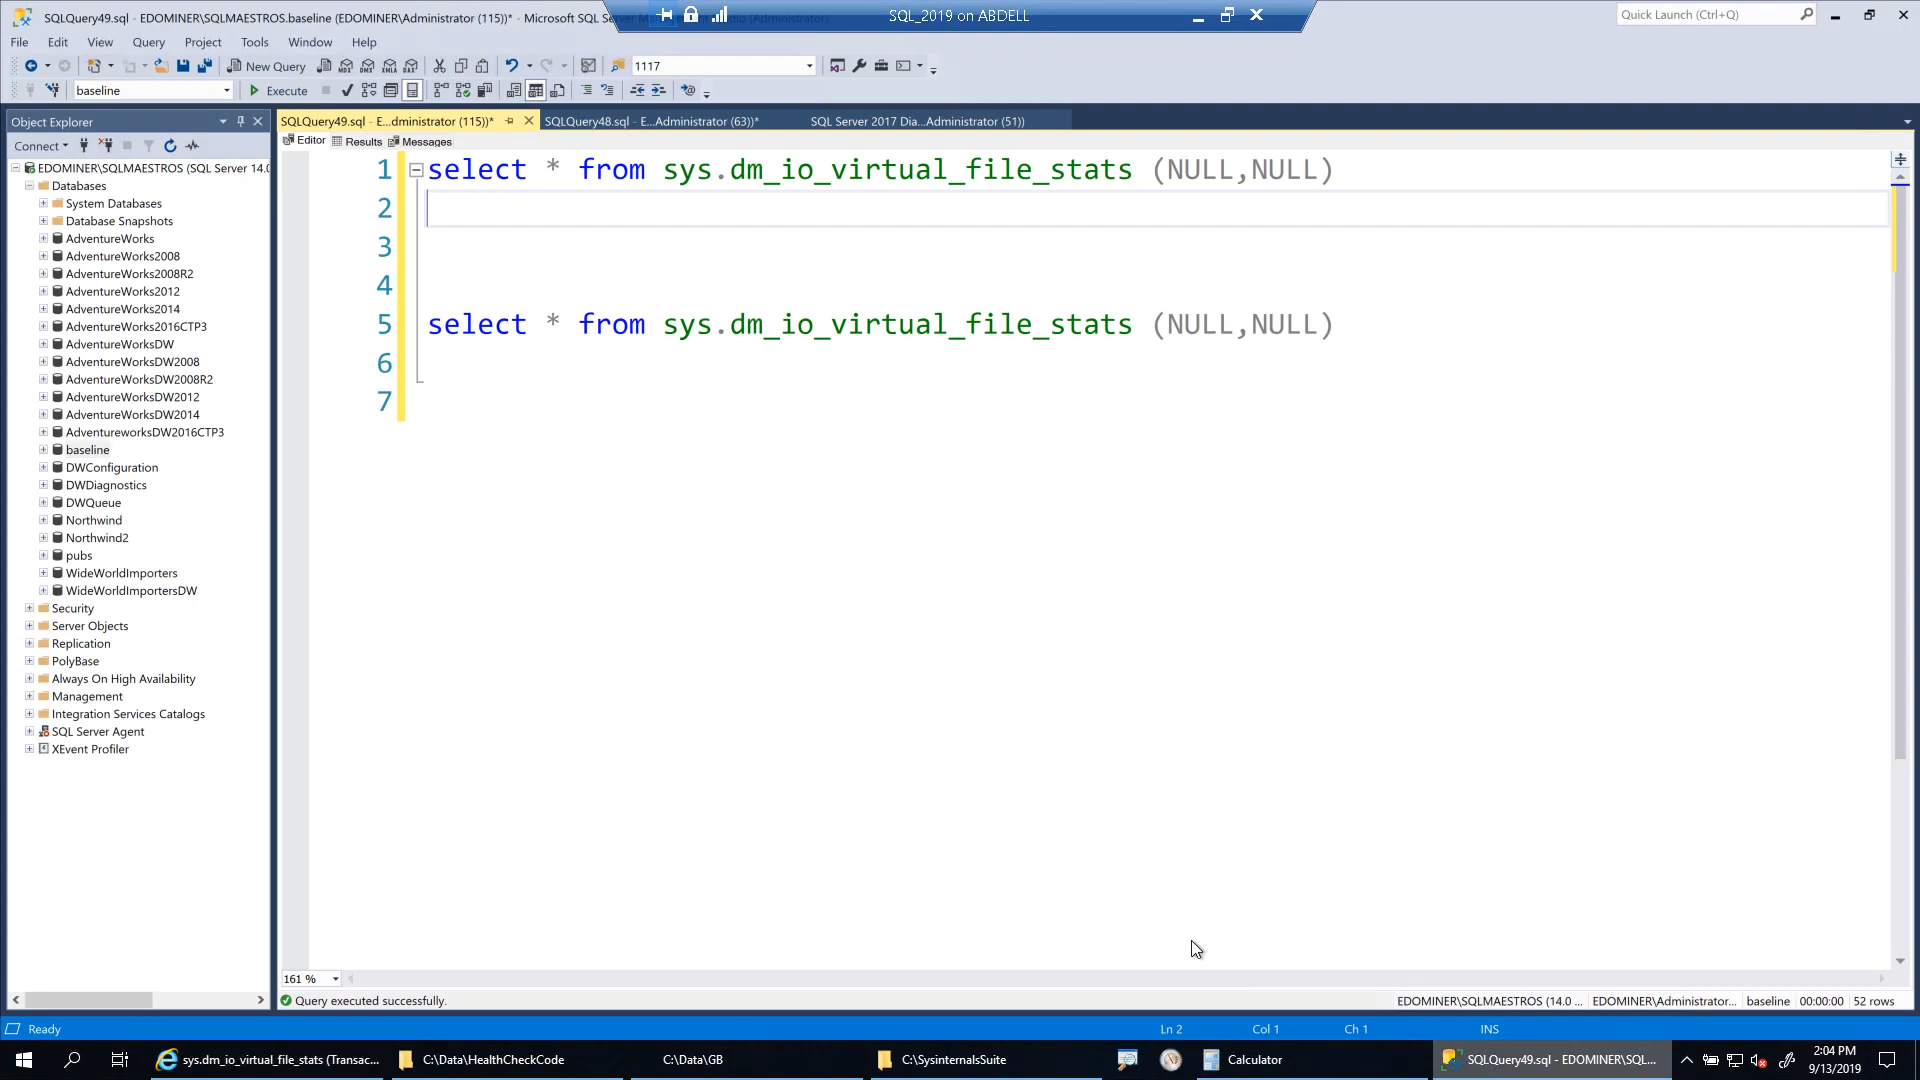 SQLQuery49.sql - EDOMINER\SQLMAESTROS.baseline (EDOMINER\Administrator (115))* - Microsoft SQL Server
SQL_2019 on ABDELL
Quick Launch (Ctrl+Q)
File Edit View Query Project Tools Window Help
New Query
MDX DMX XMLA DAX
1117
baseline
Execute
Object Explorer
SQLQuery49.sql - E...dministrator (115))*
SQLQuery48.sql - E...Administrator (63))*
SQL Server 2017 Dia...Administrator (51))
Connect
Editor Results Messages
EDOMINER\SQLMAESTROS (SQL Server 14.0
Databases
System Databases
Database Snapshots
AdventureWorks
AdventureWorks2008
AdventureWorks2008R2
AdventureWorks2012
AdventureWorks2014
AdventureWorks2016CTP3
AdventureWorksDW
AdventureWorksDW2008
AdventureWorksDW2008R2
AdventureWorksDW2012
AdventureWorksDW2014
AdventureworksDW2016CTP3
baseline
DWConfiguration
DWDiagnostics
DWQueue
Northwind
Northwind2
pubs
WideWorldImporters
WideWorldImportersDW
Security
Server Objects
Replication
PolyBase
Always On High Availability
Management
Integration Services Catalogs
SQL Server Agent
XEvent Profiler
1 select * from sys.dm_io_virtual_file_stats (NULL,NULL)
2
3
4
5 select * from sys.dm_io_virtual_file_stats (NULL,NULL)
6
7
161 %
Query executed successfully.
EDOMINER\SQLMAESTROS (14.0 ... EDOMINER\Administrator... baseline 00:00:00 52 rows
Ready
Ln 2 Col 1 Ch 1 INS
sys.dm_io_virtual_file_stats (Transac...
C:\Data\HealthCheckCode
C:\Data\GB
C:\SysinternalsSuite
Calculator
SQLQuery49.sql - EDOMINER\SQL...
2:04 PM
9/13/2019